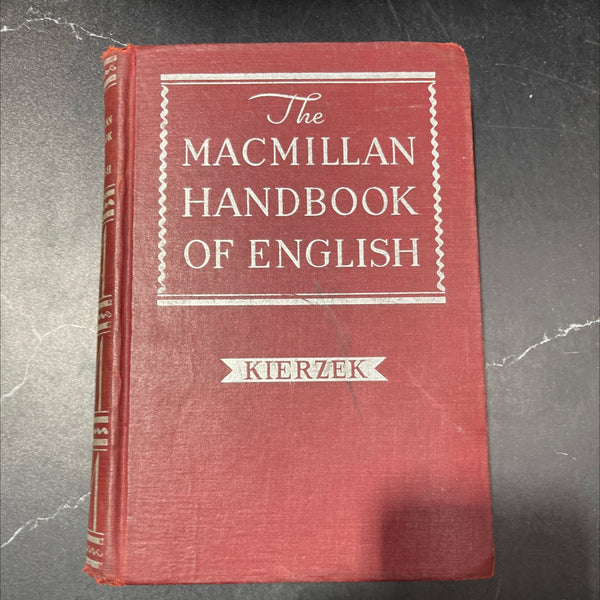 The
MACMILLAN
HANDBOOK
OF ENGLISH
KIERZEK